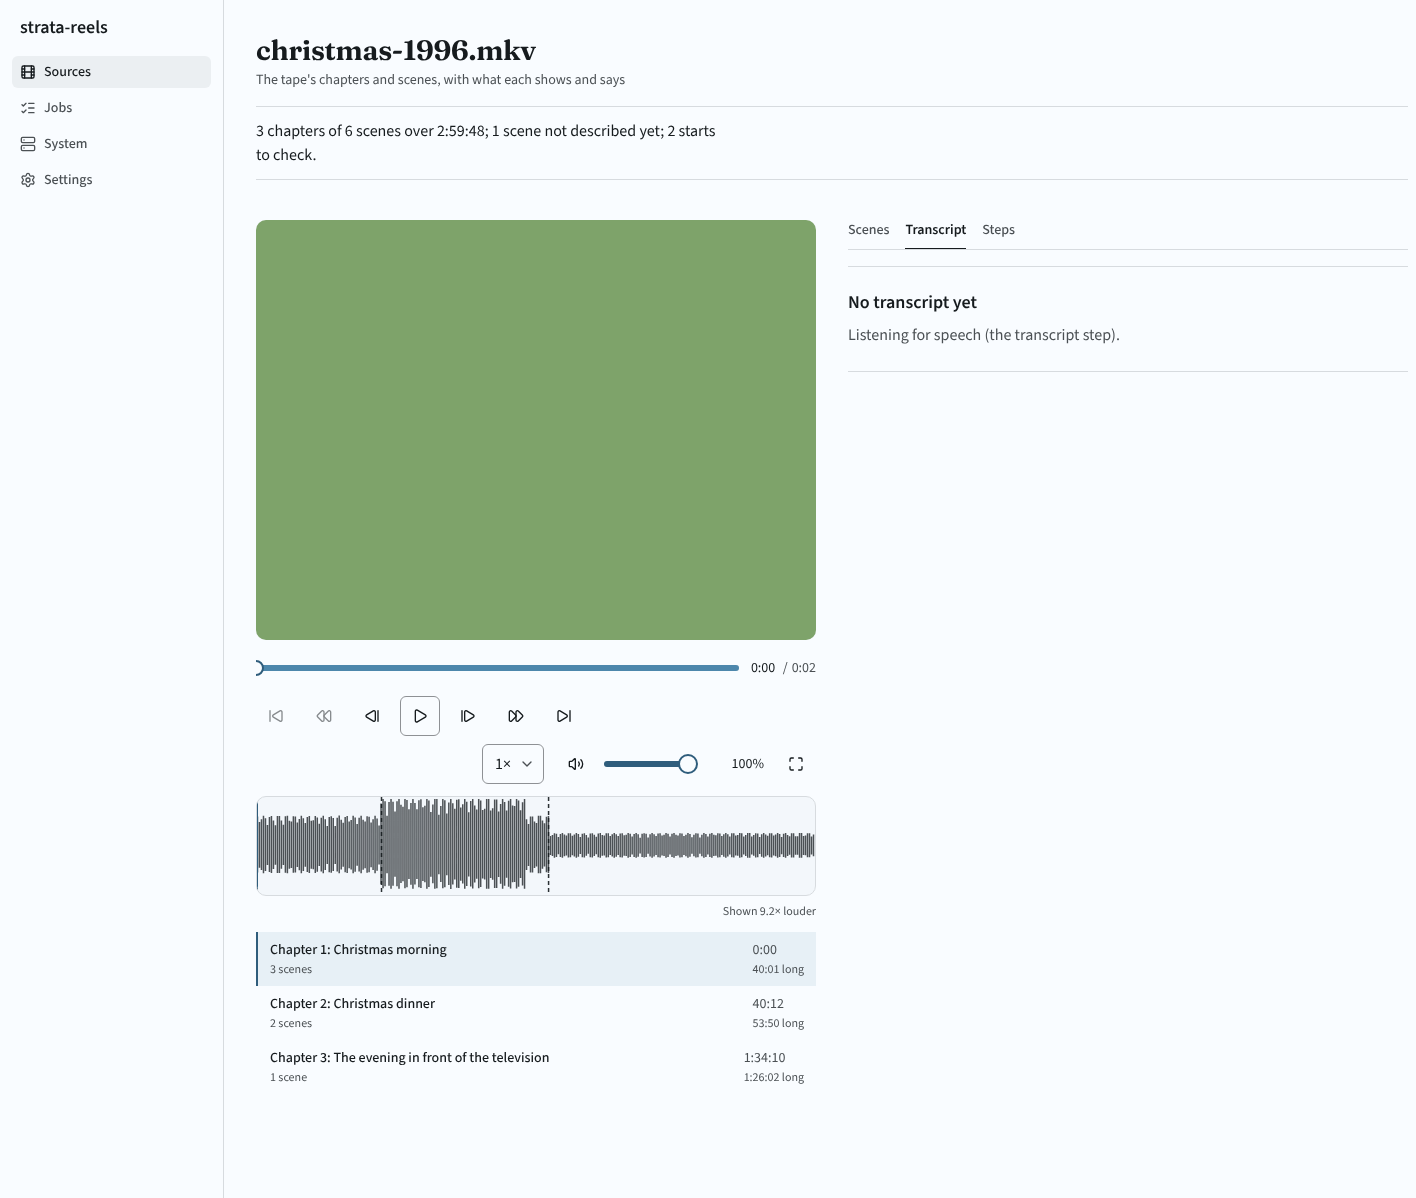 strata-reels
Sources
Jobs
System
Settings
christmas-1996.mkv
The tape's chapters and scenes, with what each shows and says
3 chapters of 6 scenes over 2:59:48; 1 scene not described yet; 2 starts
to check.
Scenes Transcript Steps
No transcript yet
Listening for speech (the transcript step).
0:00 / 0:02
1× 100%
Shown 9.2× louder
Chapter 1: Christmas morning 0:00
3 scenes 40:01 long
Chapter 2: Christmas dinner 40:12
2 scenes 53:50 long
Chapter 3: The evening in front of the television 1:34:10
1 scene 1:26:02 long